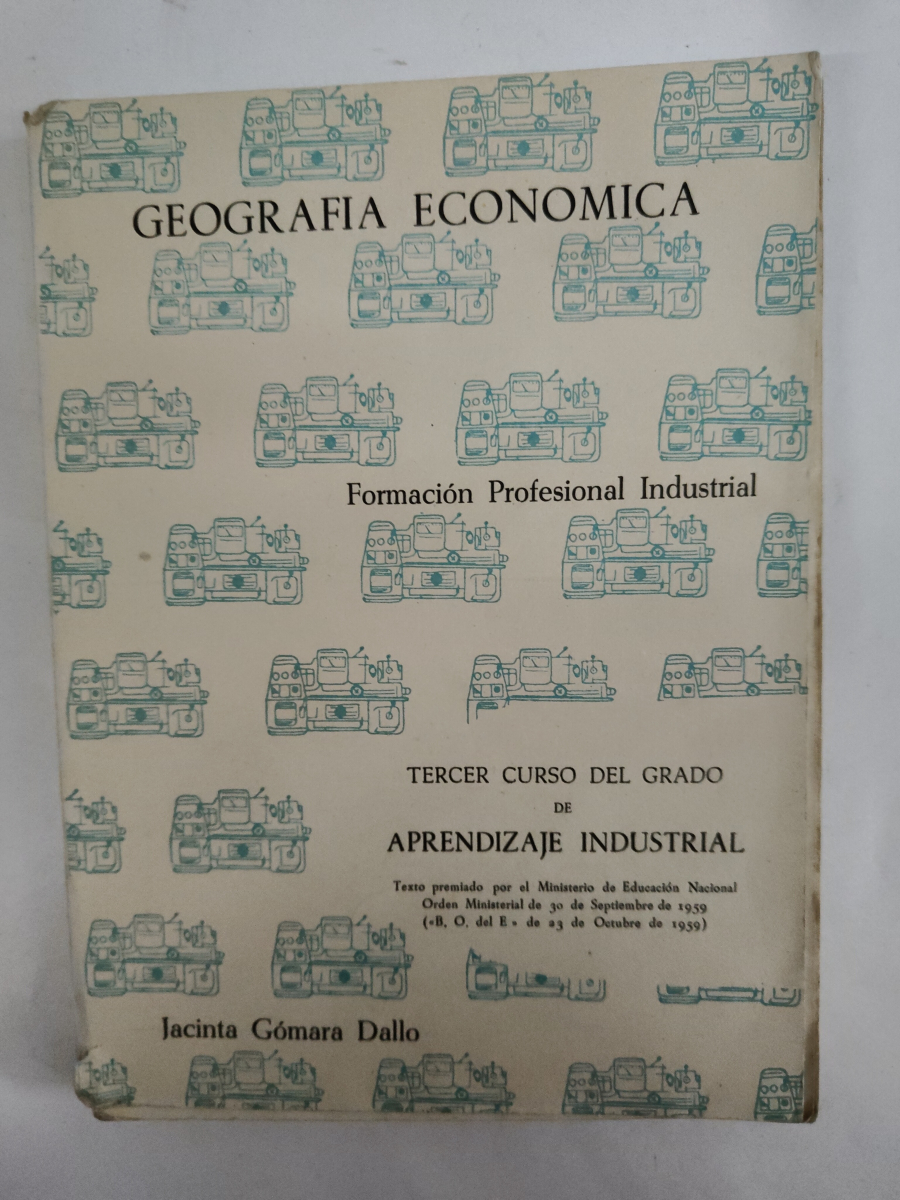 GEOGRAFIA ECONOMICA
Formación Profesional Industrial
TERCER CURSO DEL GRADO
DE
APRENDIZAJE INDUSTRIAL
Texto premiado por el Ministerio de Educación Nacional
Orden Ministerial de 30 de Septiembre de 1959
(«B. O. del E» de 23 de Octubre de 1959)
Jacinta Gómara Dallo